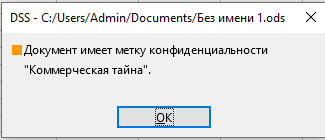 DSS - C:/Users/Admin/Documents/Без имени 1.ods
Документ имеет метку конфиденциальности
"Коммерческая тайна".
OK